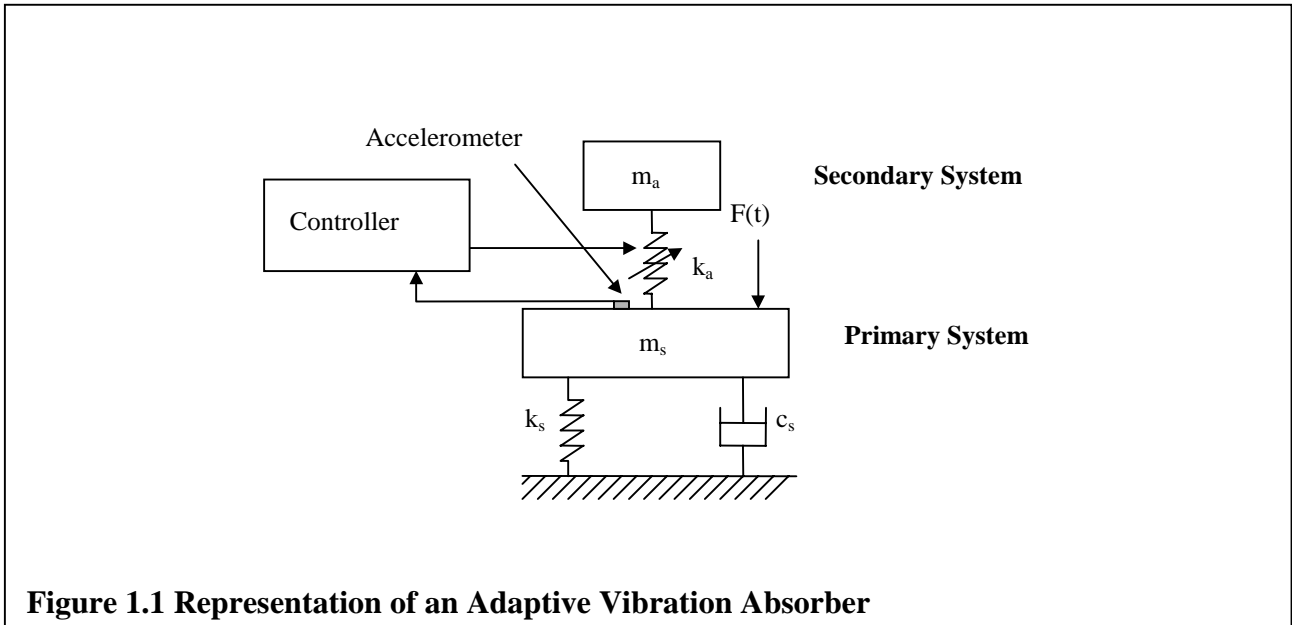 Accelerometer
m_a
Secondary System
Controller
F(t)
k_a
m_s
Primary System
k_s
c_s
Figure 1.1 Representation of an Adaptive Vibration Absorber